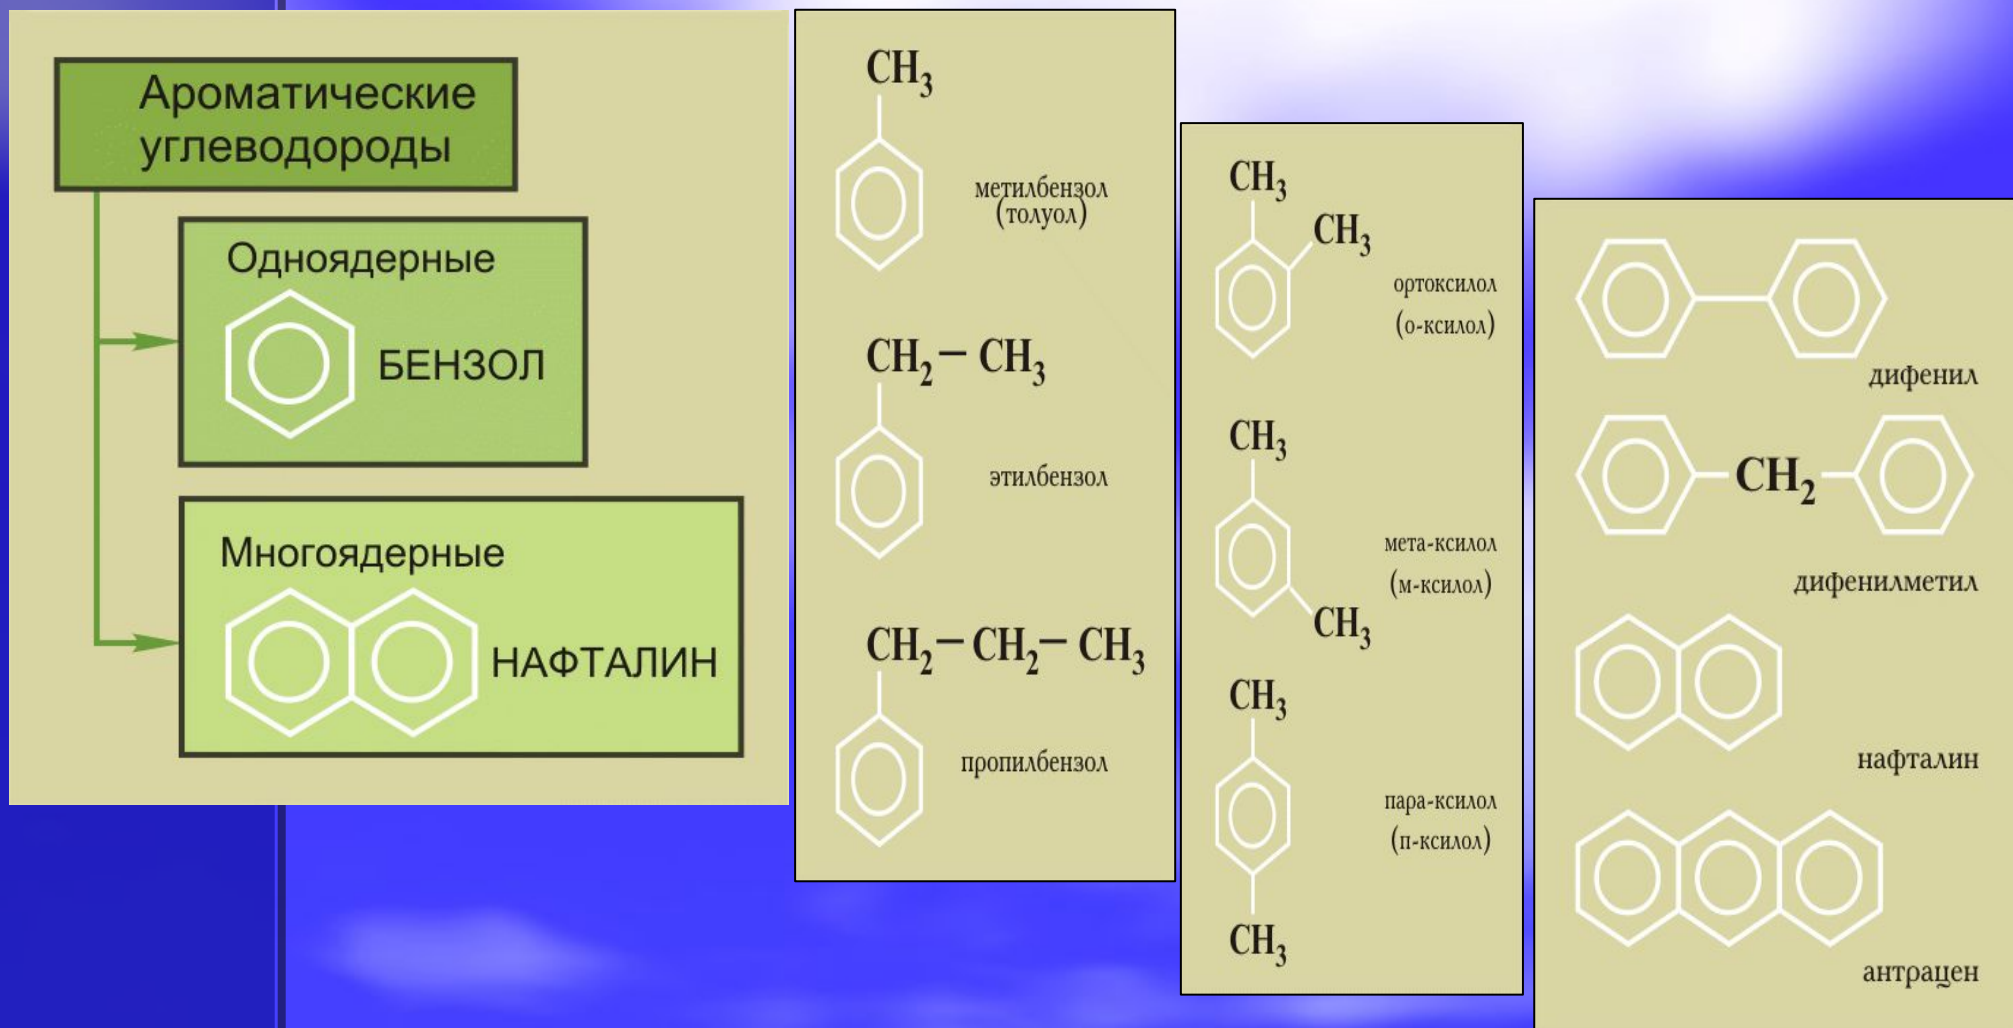 Ароматические
углеводороды
Одноядерные
БЕНЗОЛ
Многоядерные
НАФТАЛИН
CH₃
метилбензол
(толуол)
CH₂ – CH₃
этилбензол
CH₂ – CH₂ – CH₃
пропилбензол
CH₃
CH₃
ортоксилол
(о-ксилол)
CH₃
мета-ксилол
(м-ксилол)
CH₃
CH₃
пара-ксилол
(п-ксилол)
CH₃
дифенил
CH₂
дифенилметил
нафталин
антрацен